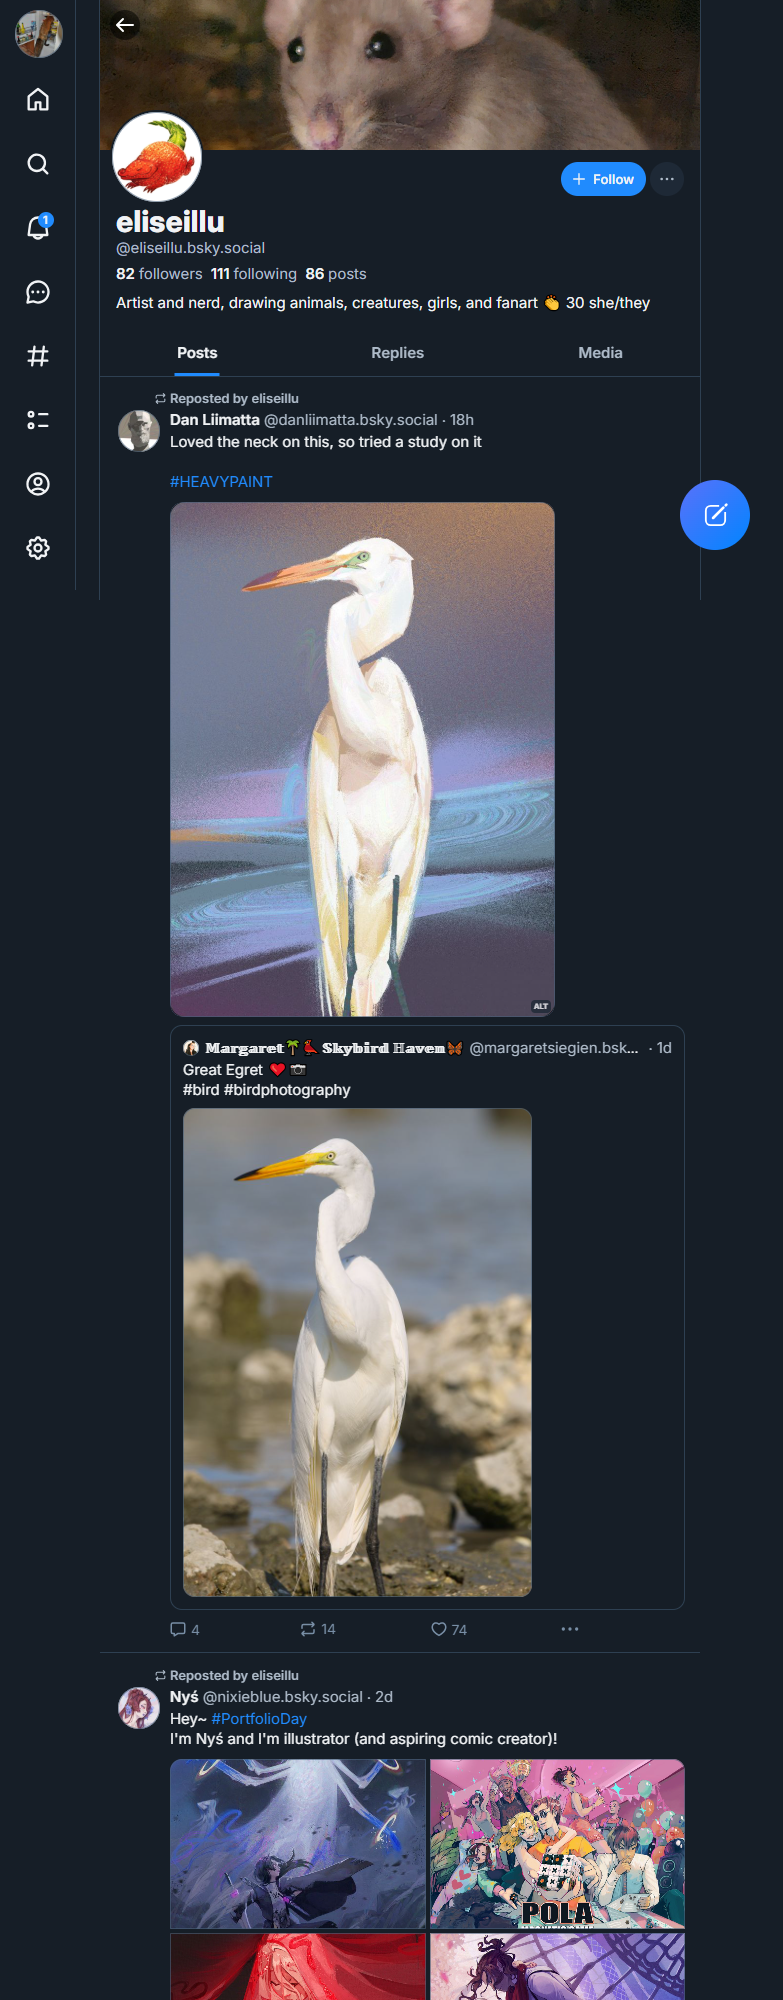 1
+ Follow
eliseillu
@eliseillu.bsky.social
82 followers 111 following 86 posts
Artist and nerd, drawing animals, creatures, girls, and fanart 👏 30 she/they
Posts Replies Media
Reposted by eliseillu
Dan Liimatta @danliimatta.bsky.social · 18h
Loved the neck on this, so tried a study on it
#HEAVYPAINT
ALT
𝕄𝕒𝕣𝕘𝕒𝕣𝕖𝕥🌴🐦 𝕊𝕜𝕪𝕓𝕚𝕣𝕕 ℍ𝕒𝕧𝕖𝕟🦋 @margaretsiegien.bsk... · 1d
Great Egret ❤️ 📷
#bird #birdphotography
4 14 74
Reposted by eliseillu
Nyś @nixieblue.bsky.social · 2d
Hey~ #PortfolioDay
I'm Nyś and I'm illustrator (and aspiring comic creator)!
POLA